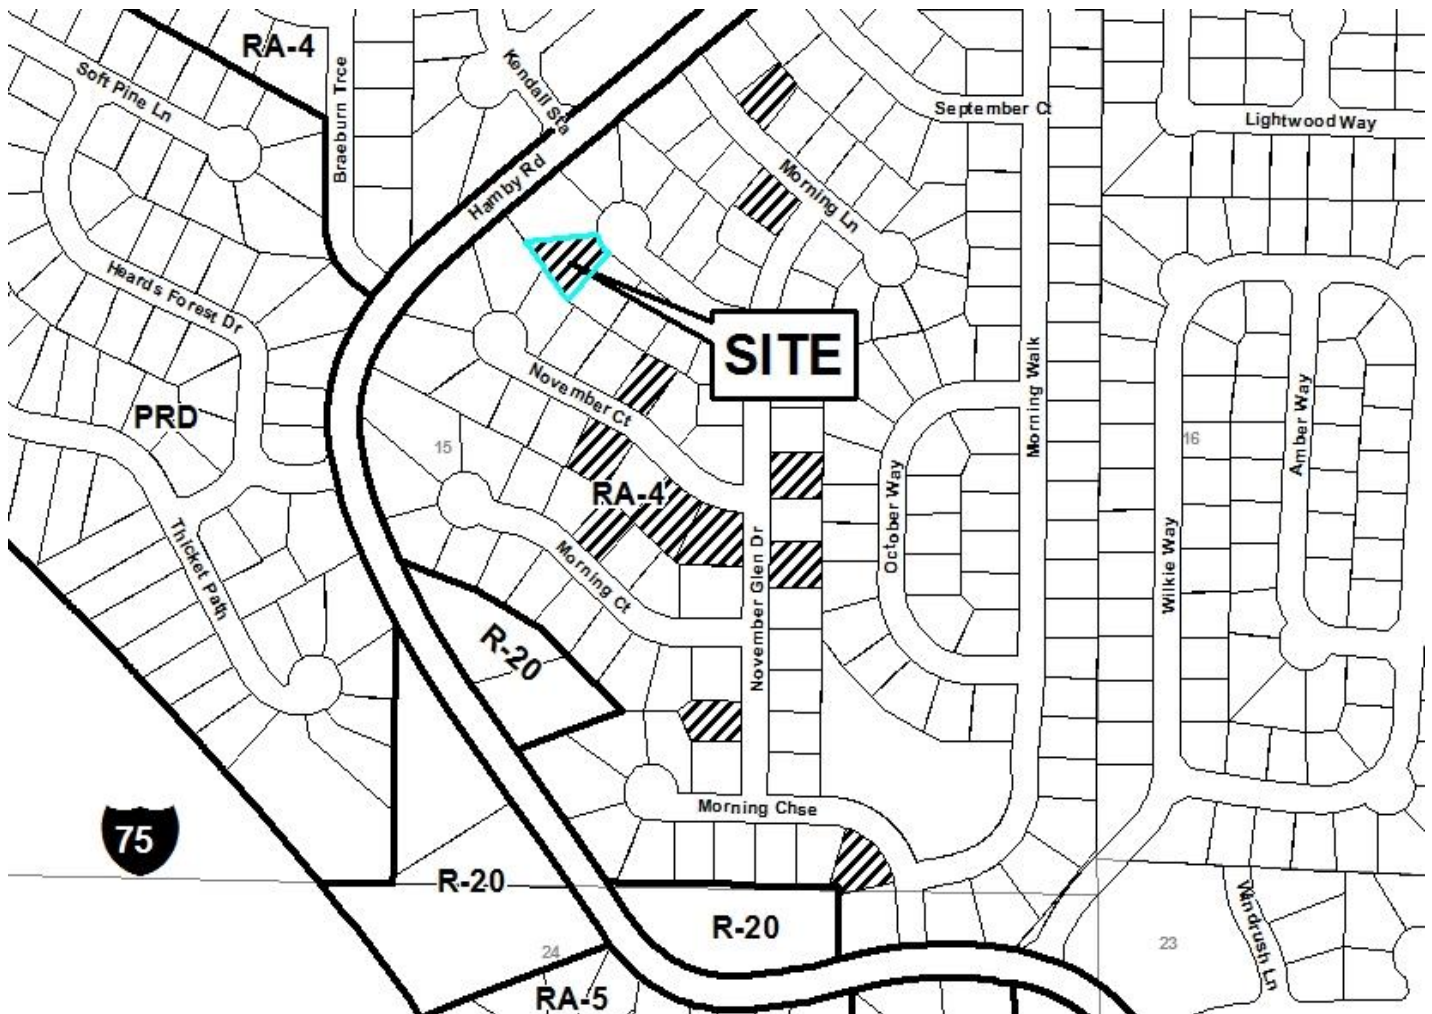 RA-4
Soft Pine Ln
Braeburn Trce
Kendall Sta
September Ct
Lightwood Way
Hamby Rd
Morning Ln
Heards Forest Dr
SITE
November Ct
Morning Walk
PRD
15
16
Amber Way
RA-4
October Way
Thicket Path
Morning Ct
November Glen Dr
Wilkie Way
R-20
75
Morning Chse
R-20
R-20
Windrush Ln
24
23
RA-5